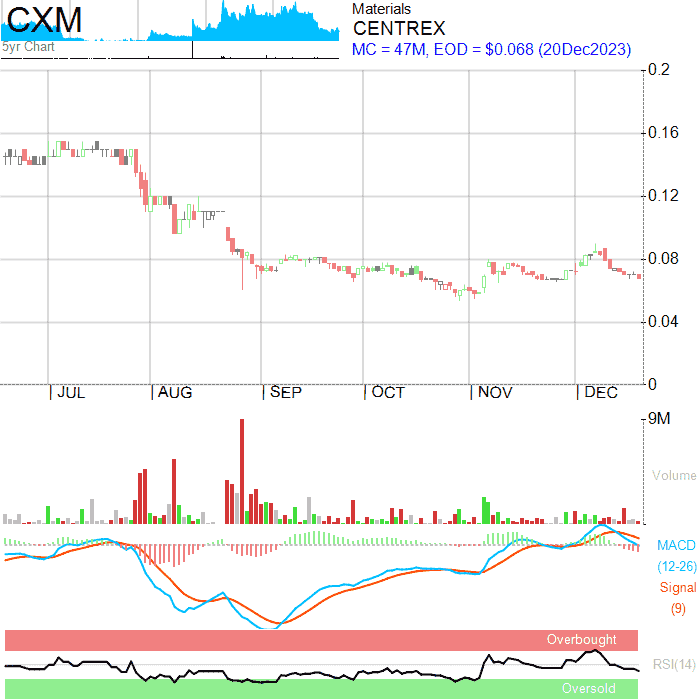 CXM
5yr Chart
Materials
CENTREX
MC = 47M, EOD = $0.068 (20Dec2023)
0.2
0.16
0.12
0.08
0.04
0
JUL AUG SEP OCT NOV DEC
9M
Volume
MACD
(12-26)
Signal
(9)
Overbought
RSI(14)
Oversold